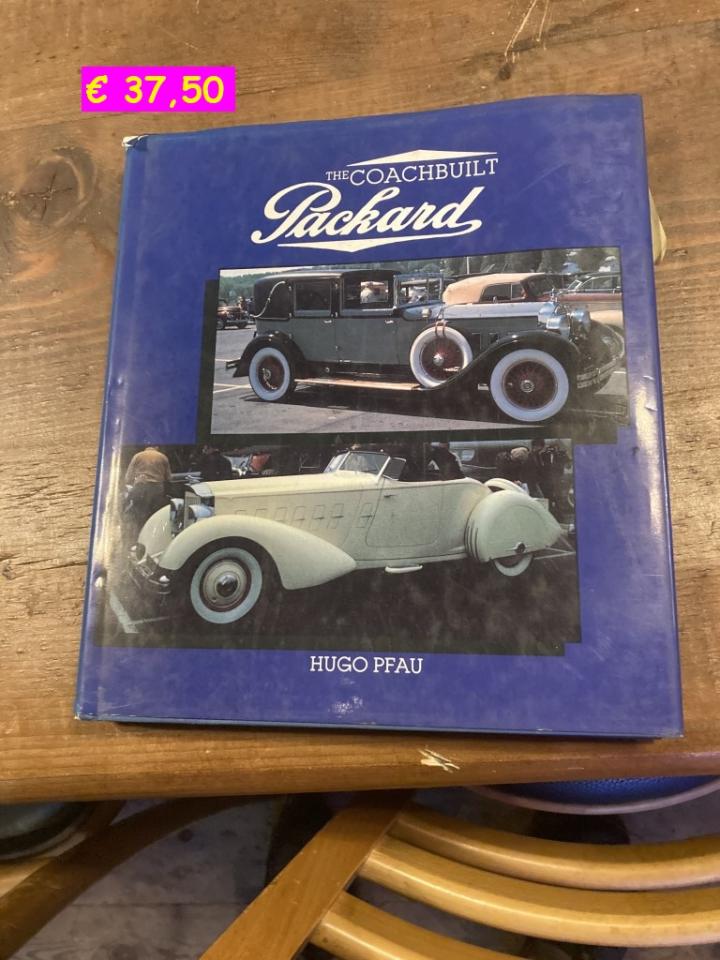 € 37,50
THE COACHBUILT
Packard
HUGO PFAU